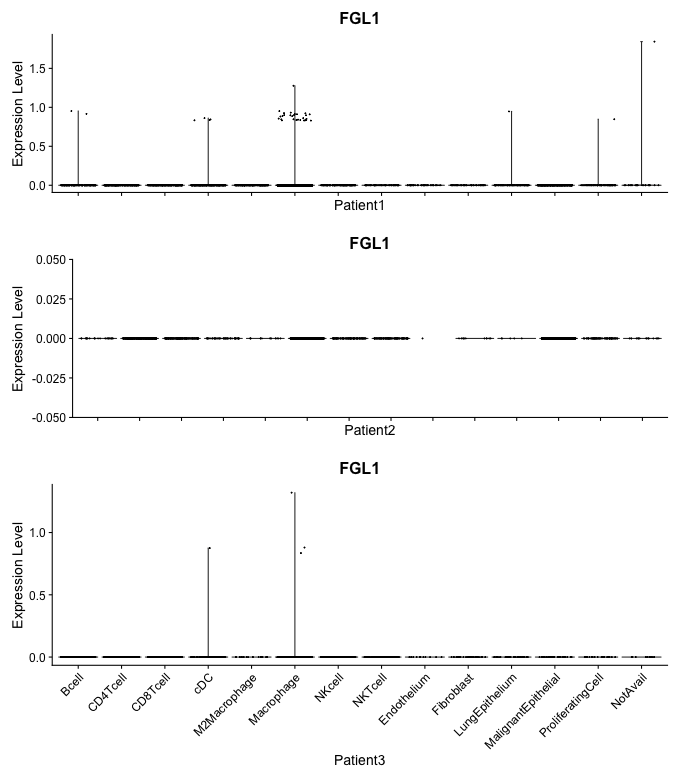 FGL1
Expression Level
1.5
1.0
0.5
0.0
Patient1
FGL1
Expression Level
0.050
0.025
0.000
-0.025
-0.050
Patient2
FGL1
Expression Level
1.0
0.5
0.0
Bcell
CD4Tcell
CD8Tcell
cDC
M2Macrophage
Macrophage
NKcell
NKTcell
Endothelium
Fibroblast
LungEpithelium
MalignantEpithelial
ProliferatingCell
NotAvail
Patient3